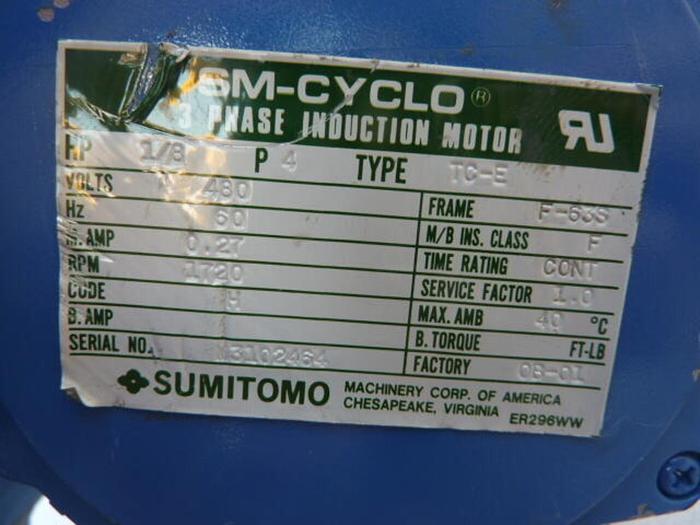 SM-CYCLO®
3 PHASE INDUCTION MOTOR
RU
HP 1/8 P 4 TYPE TC-E
VOLTS 480 FRAME F-63S
Hz 60 M/B INS. CLASS F
M. AMP 0.27 TIME RATING CONT
RPM 1720 SERVICE FACTOR 1.0
CODE H MAX. AMB 40 °C
B. AMP B. TORQUE FT-LB
SERIAL NO. M3102464 FACTORY 08-01
SUMITOMO MACHINERY CORP. OF AMERICA
CHESAPEAKE, VIRGINIA ER296WW